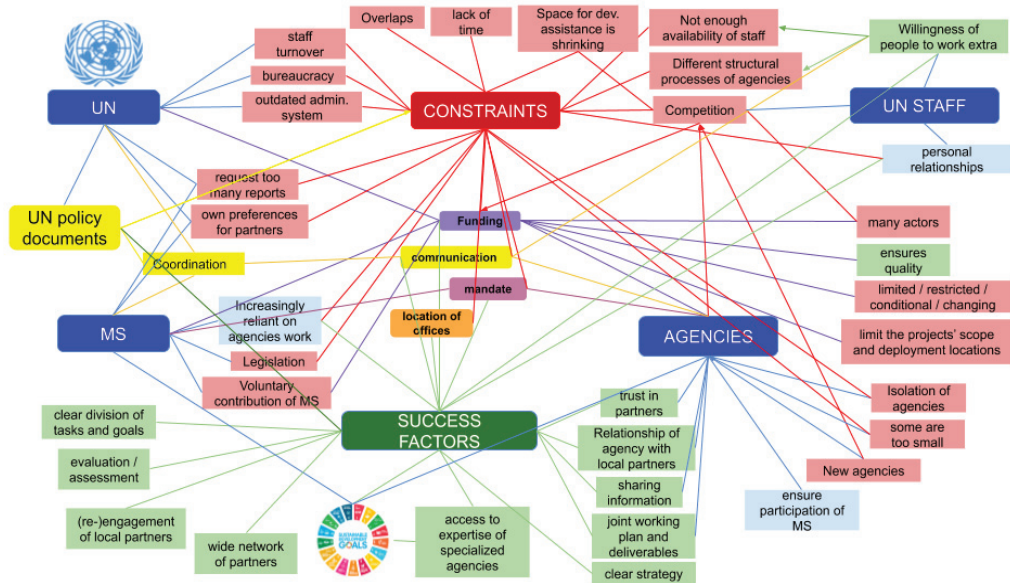 Overlaps
lack of
time
Space for dev.
assistance is
shrinking
Not enough
availability of staff
Willingness of
people to work extra
staff
turnover
bureaucracy
outdated admin.
system
UN
CONSTRAINTS
Different structural
processes of agencies
Competition
UN STAFF
personal
relationships
request too
many reports
own preferences
for partners
UN policy
documents
Coordination
Funding
communication
mandate
location of
cffices
many actors
ensures
quality
limited / restricted /
conditional / changing
limit the projects' scope
and deployment locations
Increasingly
reliant on
agencies work
MS
Legislation
Voluntary
contribution of MS
AGENCIES
Isolation of
agencies
some are
too small
New agencies
ensure
participation of
MS
clear division of
tasks and goals
evaluation /
assessment
(re-)engagement
of local partners
wide network
of partners
SUCCESS
FACTORS
SUSTAINABLE
DEVELOPMENT
GOALS
access to
expertise of
specialized
agencies
trust in
partners
Relationship of
agency with
local partners
sharing
information
joint working
plan and
deliverables
clear strategy